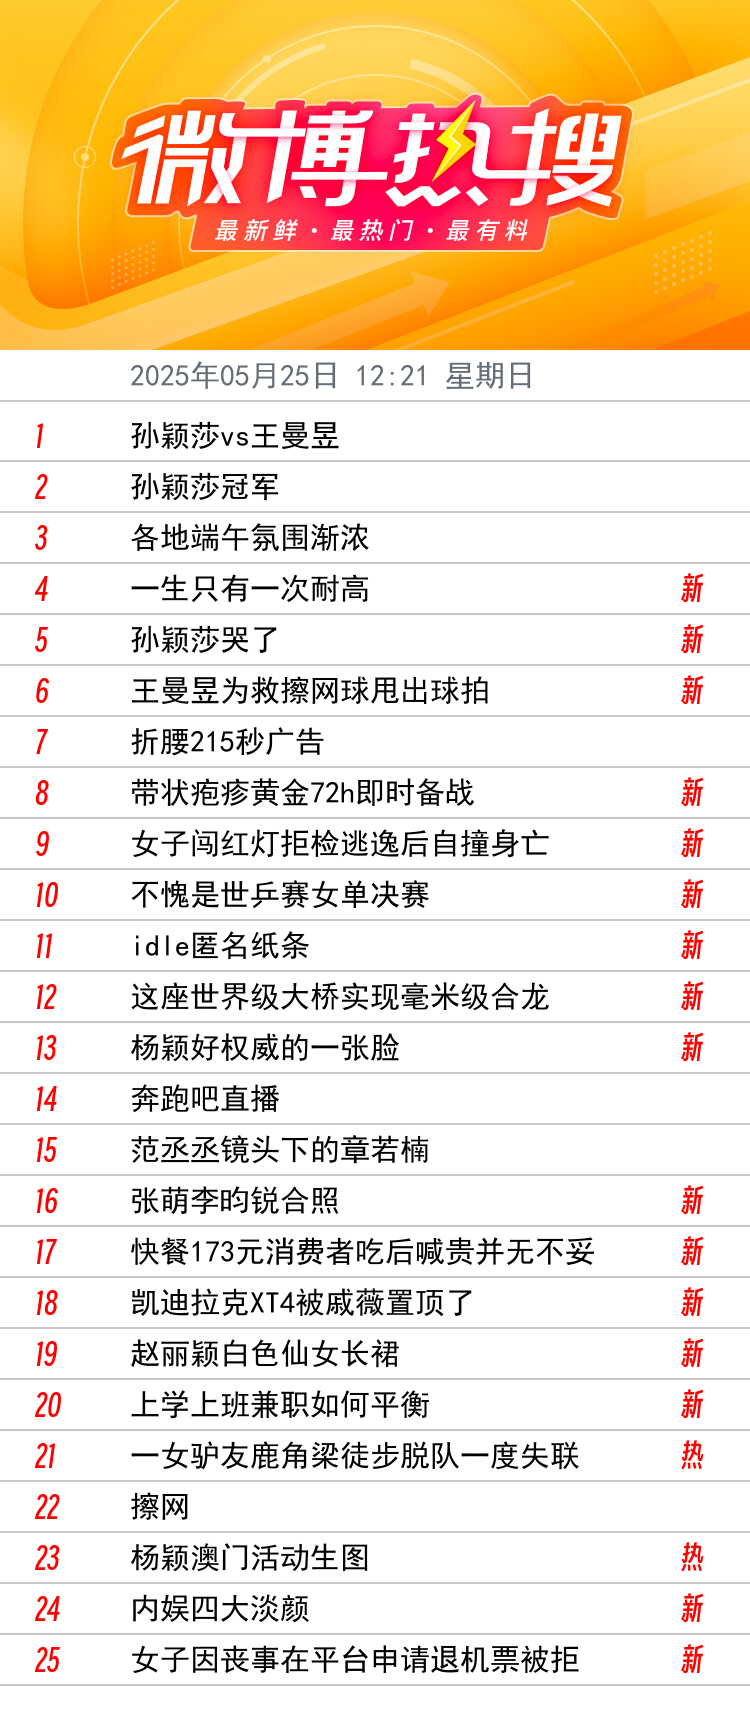 微博热搜
最新鲜·最热门·最有料
2025年05月25日 12:21 星期日
1 孙颖莎vs王曼昱
2 孙颖莎冠军
3 各地端午氛围渐浓
4 一生只有一次耐高 新
5 孙颖莎哭了 新
6 王曼昱为救擦网球甩出球拍 新
7 折腰215秒广告
8 带状疱疹黄金72h即时备战 新
9 女子闯红灯拒检逃逸后自撞身亡 新
10 不愧是世乒赛女单决赛 新
11 idle匿名纸条 新
12 这座世界级大桥实现毫米级合龙 新
13 杨颖好权威的一张脸 新
14 奔跑吧直播
15 范丞丞镜头下的章若楠
16 张萌李昀锐合照 新
17 快餐173元消费者吃后喊贵并无不妥 新
18 凯迪拉克XT4被戚薇置顶了 新
19 赵丽颖白色仙女长裙 新
20 上学上班兼职如何平衡 新
21 一女驴友鹿角梁徒步脱队一度失联 热
22 擦网
23 杨颖澳门活动生图 热
24 内娱四大淡颜 新
25 女子因丧事在平台申请退机票被拒 新